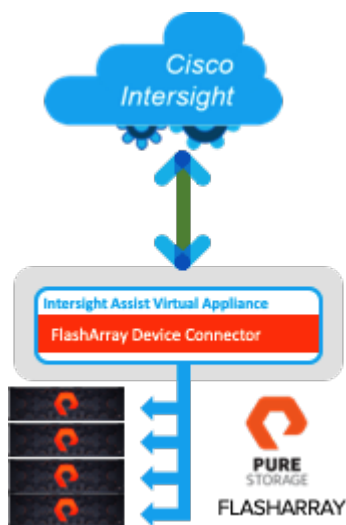 Cisco
Intersight
Intersight Assist Virtual Appliance
FlashArray Device Connector
PURE
STORAGE
FLASHARRAY